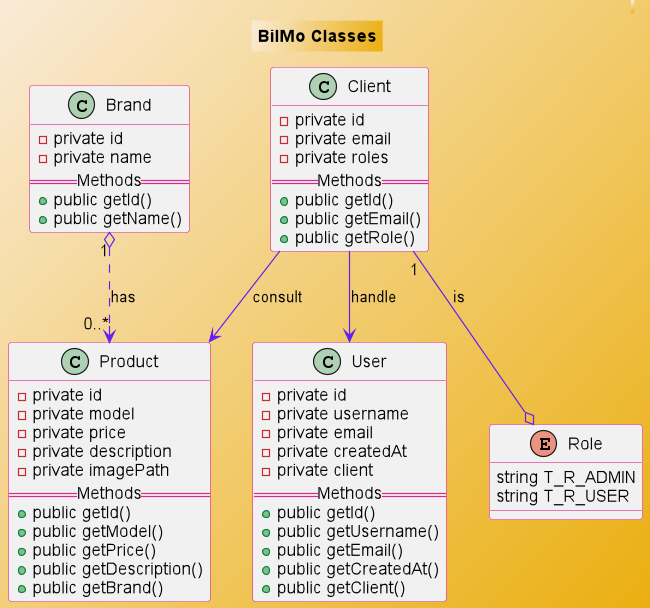 BilMo Classes
C Brand
private id
private name
Methods
public getId()
public getName()
C Client
private id
private email
private roles
Methods
public getId()
public getEmail()
public getRole()
1
has
0..*
consult
handle
1
is
C Product
private id
private model
private price
private description
private imagePath
Methods
public getId()
public getModel()
public getPrice()
public getDescription()
public getBrand()
C User
private id
private username
private email
private createdAt
private client
Methods
public getId()
public getUsername()
public getEmail()
public getCreatedAt()
public getClient()
E Role
string T_R_ADMIN
string T_R_USER